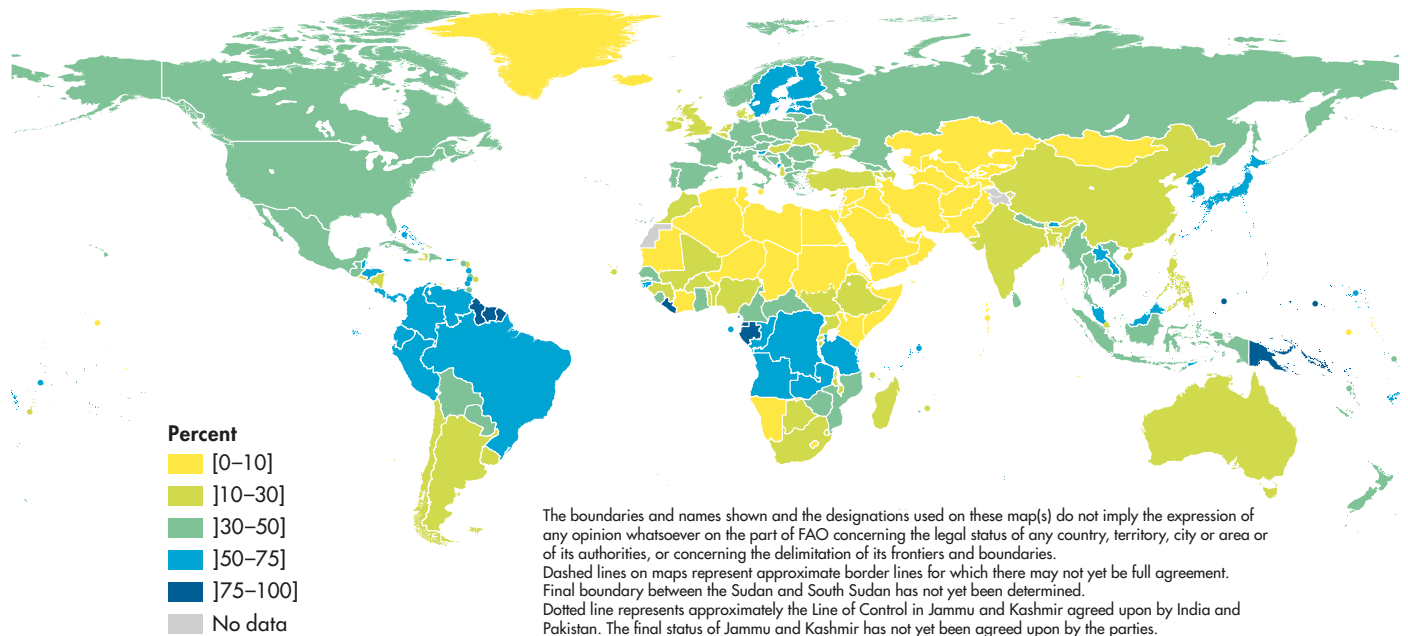 Percent
[0–10]
]10–30]
]30–50]
]50–75]
]75–100]
No data
The boundaries and names shown and the designations used on these map(s) do not imply the expression of
any opinion whatsoever on the part of FAO concerning the legal status of any country, territory, city or area or
of its authorities, or concerning the delimitation of its frontiers and boundaries.
Dashed lines on maps represent approximate border lines for which there may not yet be full agreement.
Final boundary between the Sudan and South Sudan has not yet been determined.
Dotted line represents approximately the Line of Control in Jammu and Kashmir agreed upon by India and
Pakistan. The final status of Jammu and Kashmir has not yet been agreed upon by the parties.